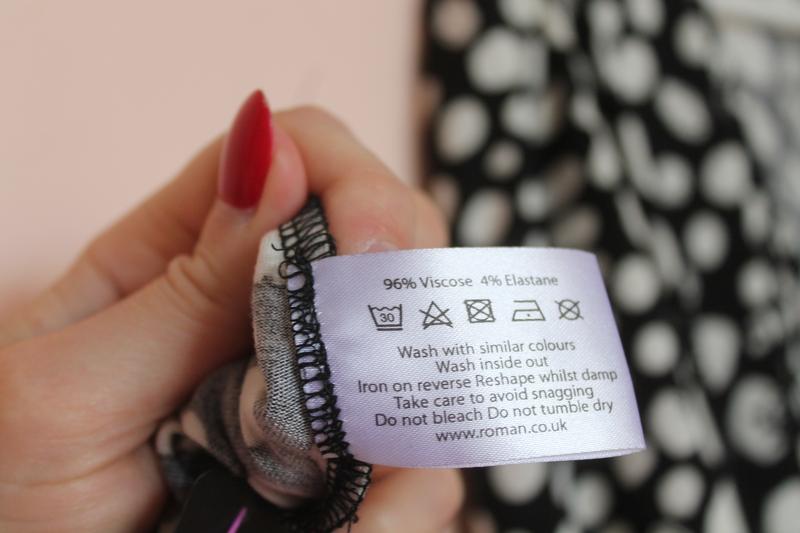 96% Viscose 4% Elastane
30
Wash with similar colours
Wash inside out
Iron on reverse Reshape whilst damp
Take care to avoid snagging
Do not bleach Do not tumble dry
www.roman.co.uk